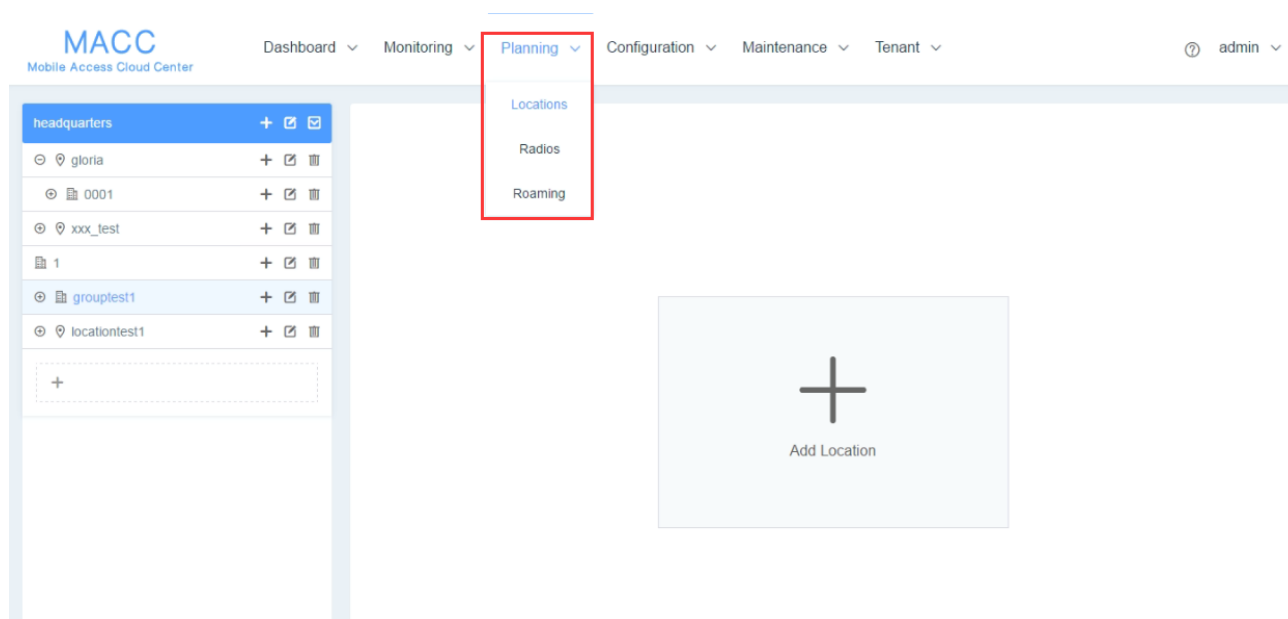 MACC
Mobile Access Cloud Center
Dashboard Monitoring Planning Configuration Maintenance Tenant admin
Locations
Radios
Roaming
headquarters
gloria
0001
xxx_test
1
grouptest1
locationtest1
Add Location